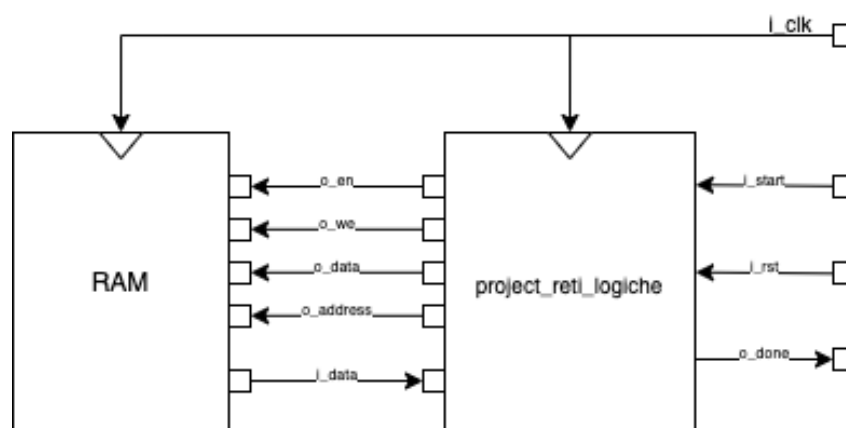 i_clk
o_en
i_start
o_we
o_data
i_rst
RAM
project_reti_logiche
o_address
o_done
i_data